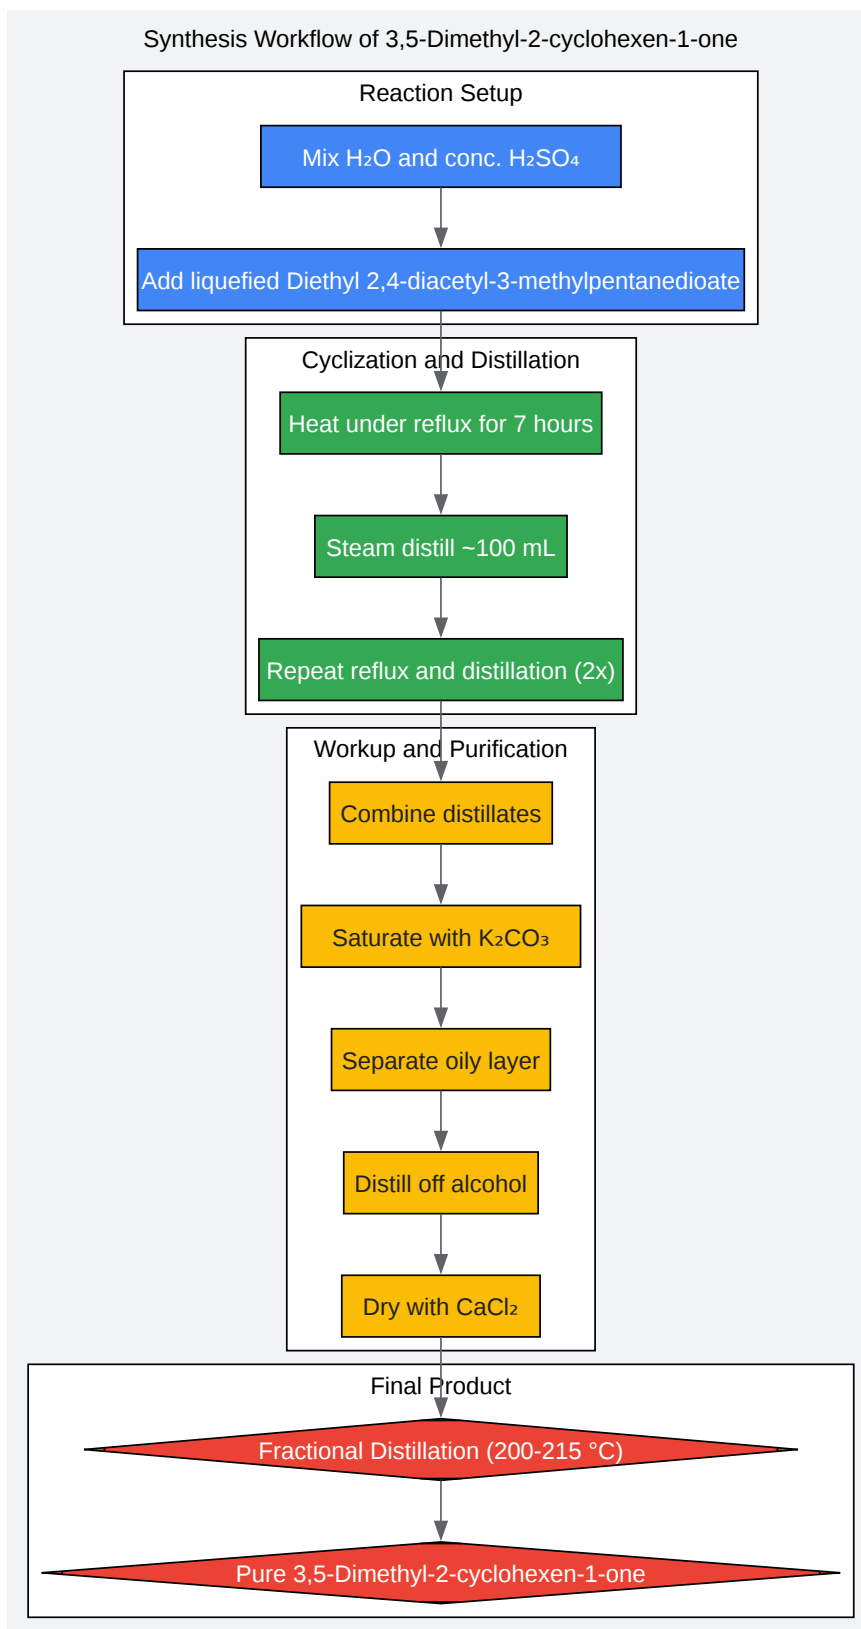 Synthesis Workflow of 3,5-Dimethyl-2-cyclohexen-1-one
Reaction Setup
Mix H₂O and conc. H₂SO₄
Add liquefied Diethyl 2,4-diacetyl-3-methylpentanedioate
Cyclization and Distillation
Heat under reflux for 7 hours
Steam distill ~100 mL
Repeat reflux and distillation (2x)
Workup and Purification
Combine distillates
Saturate with K₂CO₃
Separate oily layer
Distill off alcohol
Dry with CaCl₂
Final Product
Fractional Distillation (200-215 °C)
Pure 3,5-Dimethyl-2-cyclohexen-1-one